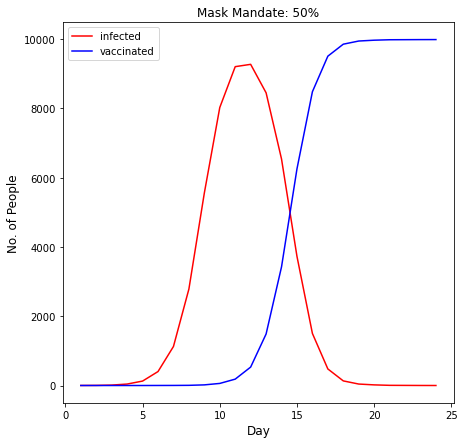 Mask Mandate: 50%
infected
vaccinated
No. of People
10000
8000
6000
4000
2000
0
0 5 10 15 20 25
Day